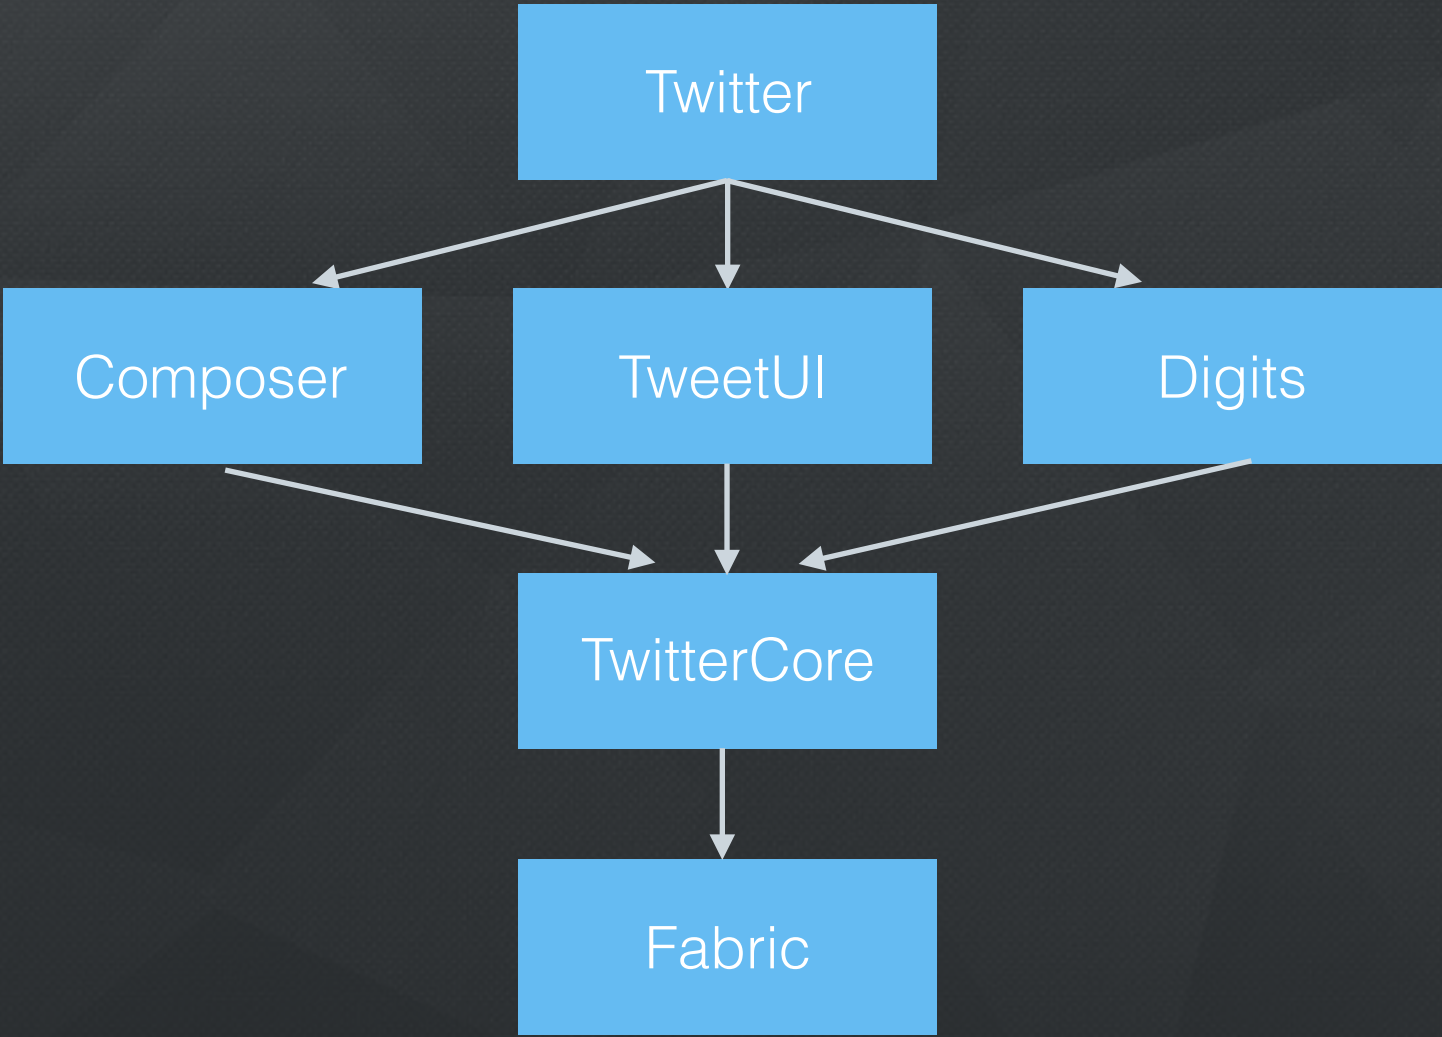 Twitter
Composer
TweetUI
Digits
TwitterCore
Fabric